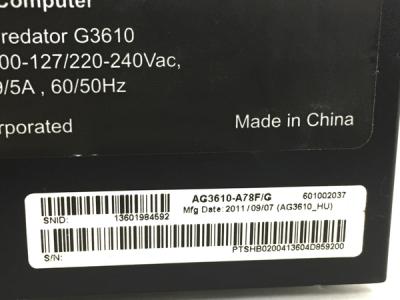 Computer
redator G3610
00-127/220-240Vac,
/5A , 60/50Hz
orporated
Made in China
AG3610-A78F/G 601002037
Mfg Date: 2011/09/07 (AG3610_HU)
SNID: 13601984592
PTSHB0200413604D859200
S/N: